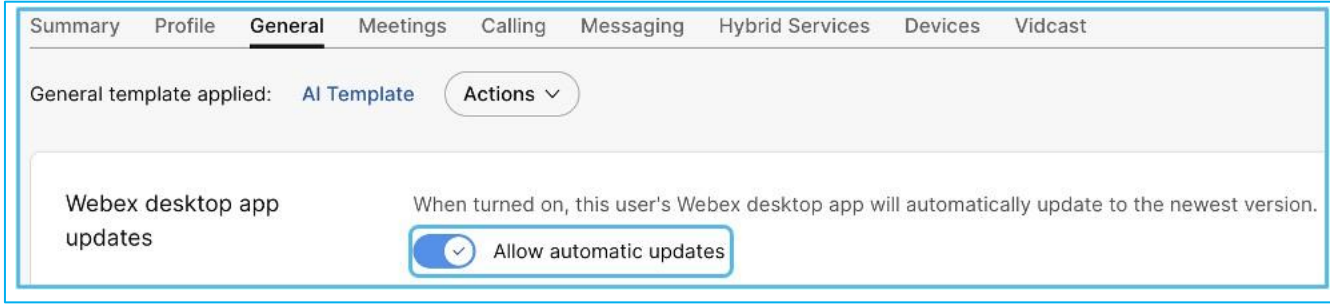 Summary Profile General Meetings Calling Messaging Hybrid Services Devices Vidcast
General template applied: AI Template Actions
Webex desktop app
updates
When turned on, this user's Webex desktop app will automatically update to the newest version.
Allow automatic updates